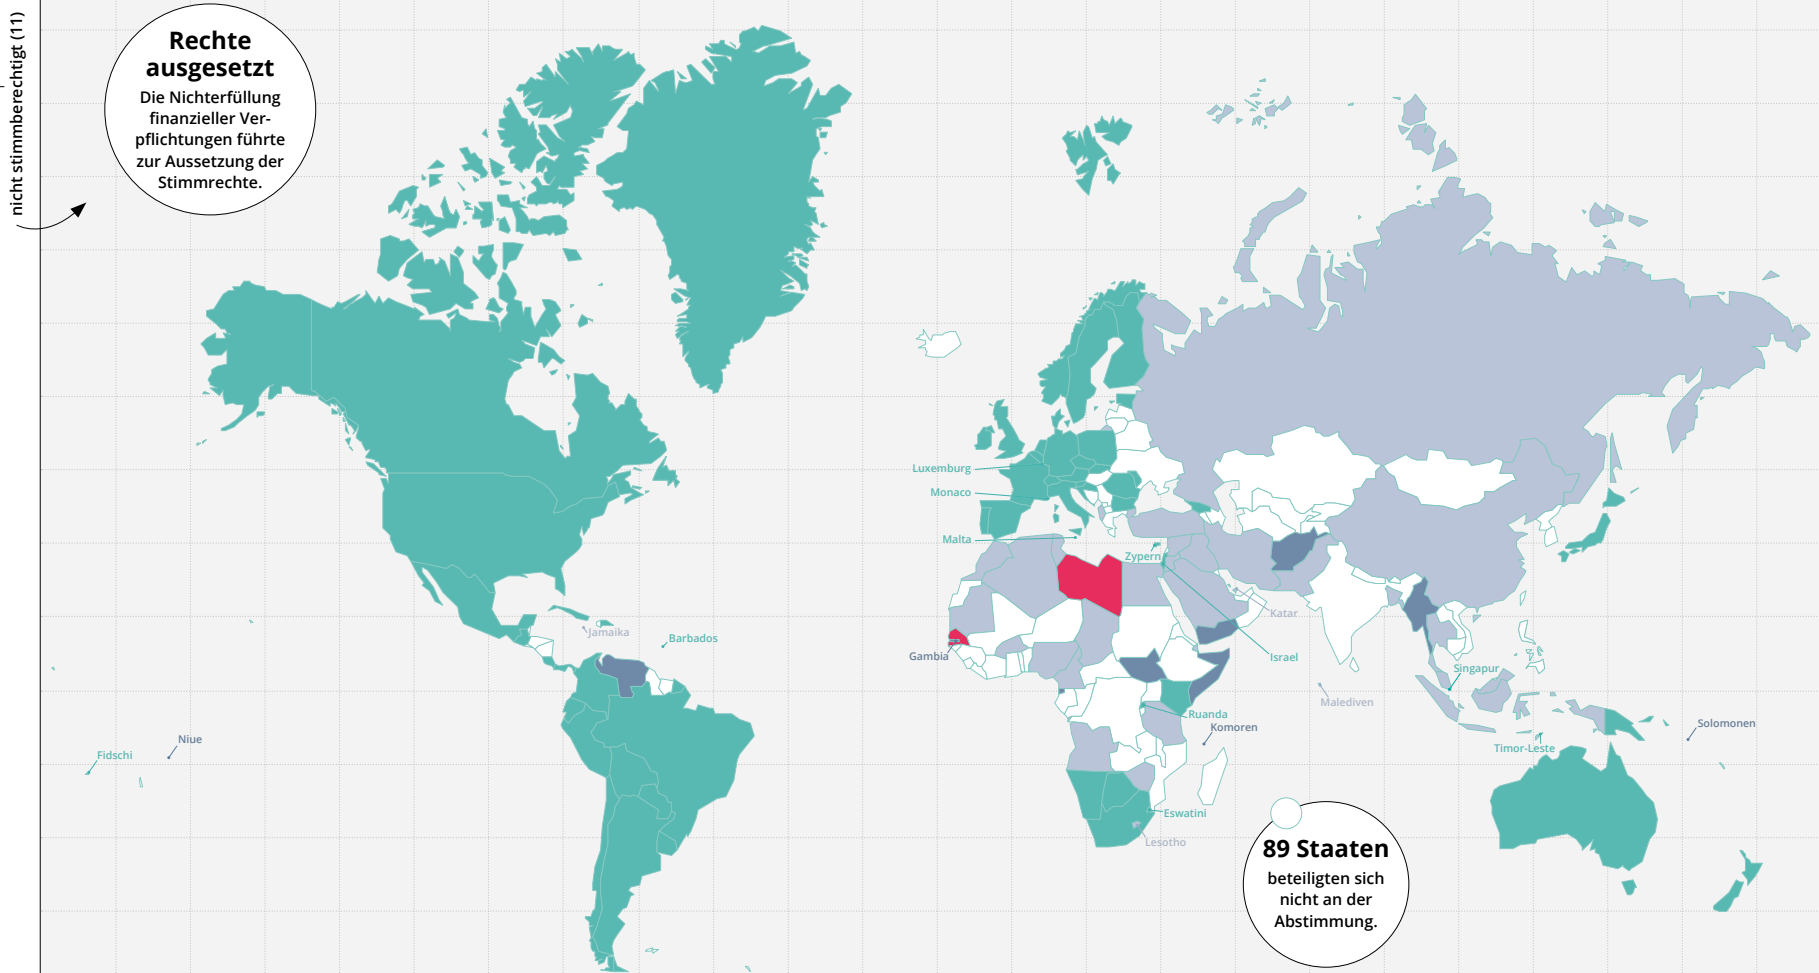 nicht stimmberechtigt (11)
Rechte
ausgesetzt
Die Nichterfüllung
finanzieller Ver-
pflichtungen führte
zur Aussetzung der
Stimmrechte.
Luxemburg
Monaco
Malta
Zypern
Katar
Jamaika
Barbados
Gambia
Israel
Singapur
Malediven
Ruanda
Komoren
Solomonen
Niue
Fidschi
Timor-Leste
Eswatini
Lesotho
89 Staaten
beteiligten sich
nicht an der
Abstimmung.